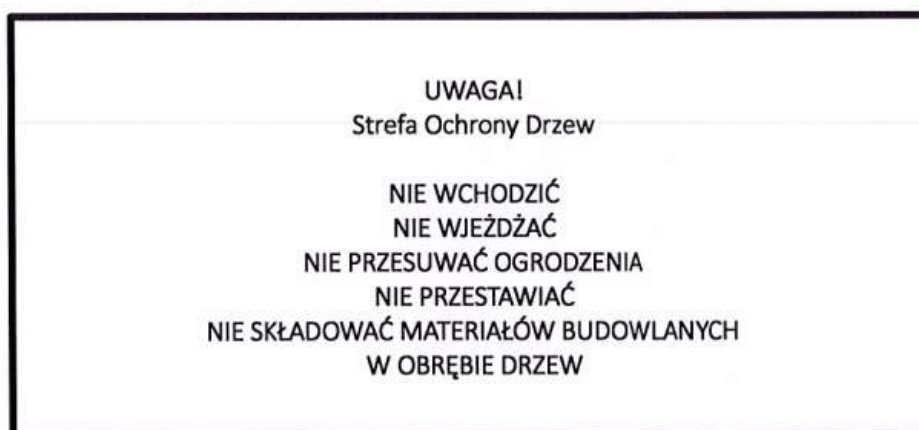 UWAGA!
Strefa Ochrony Drzew
NIE WCHODZIĆ
NIE WJEŻDŻAĆ
NIE PRZESUWAĆ OGRODZENIA
NIE PRZESTAWIAĆ
NIE SKŁADOWAĆ MATERIAŁÓW BUDOWLANYCH
W OBRĘBIE DRZEW